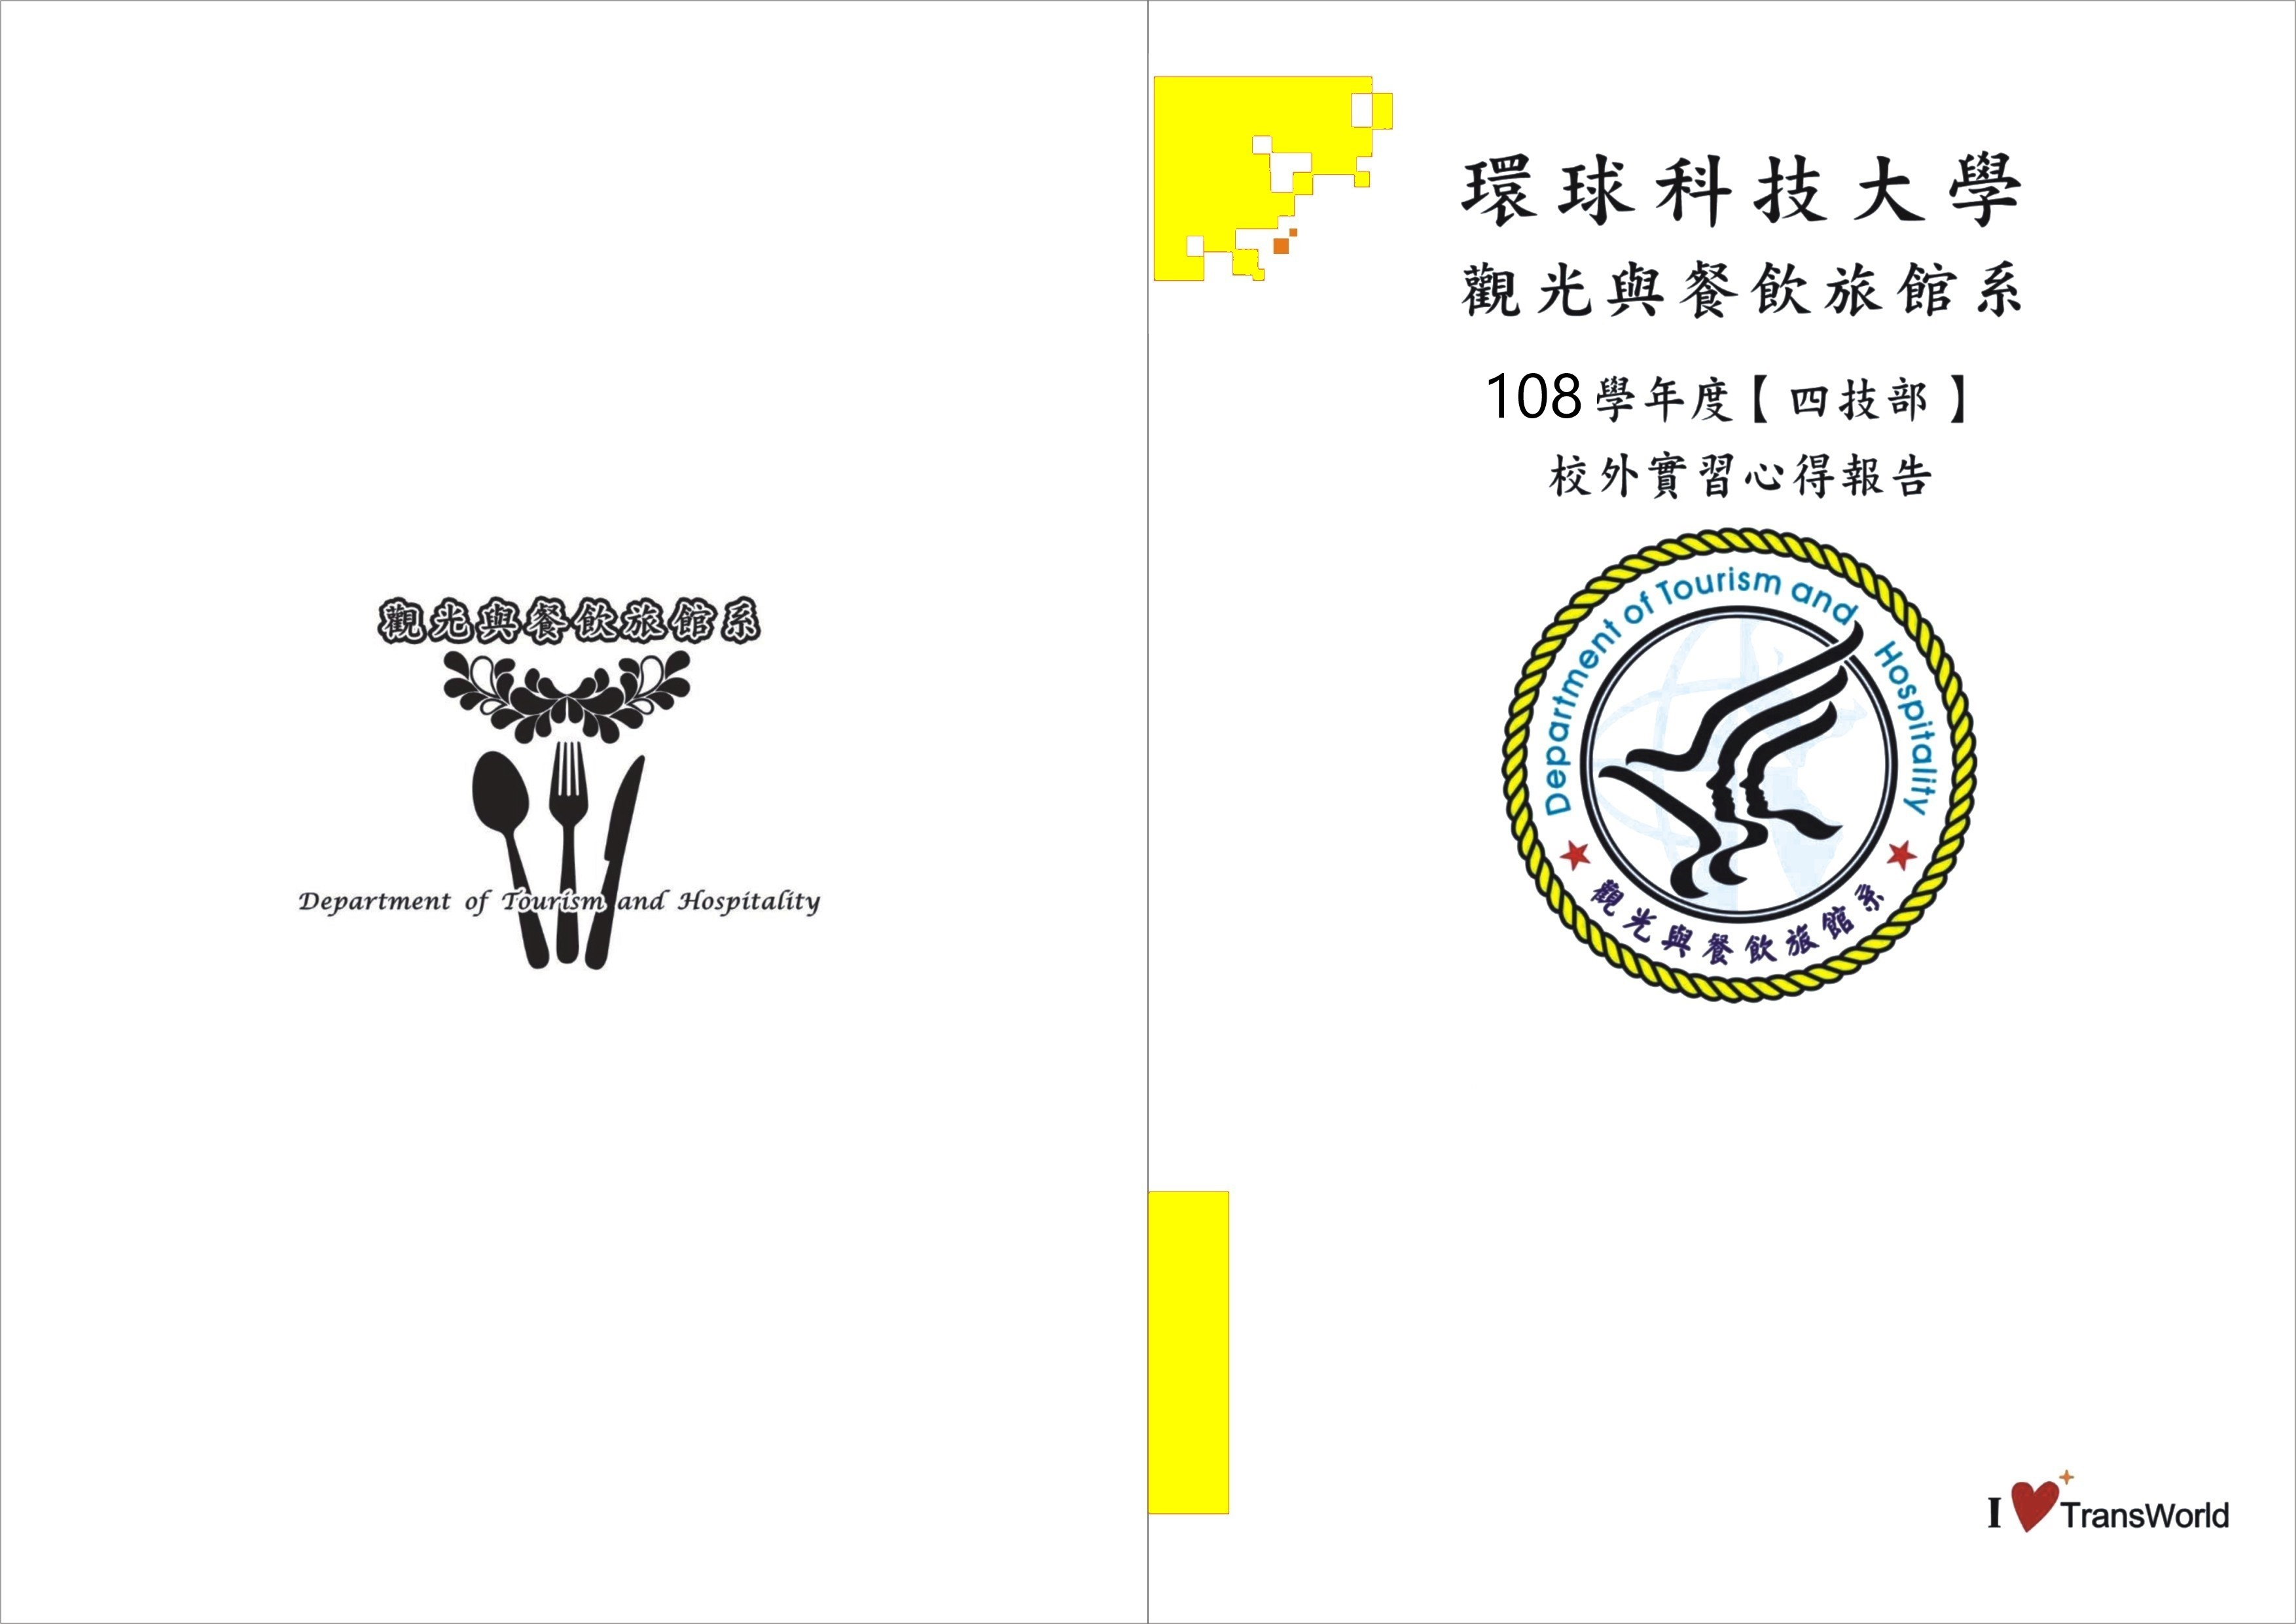 觀光與餐飲旅館系
Department of Tourism and Hospitality
環球科技大學
觀光與餐飲旅館系
108學年度【四技部】
校外實習心得報告
Department of Tourism and Hospitality
觀光與餐飲旅館系
I TransWorld